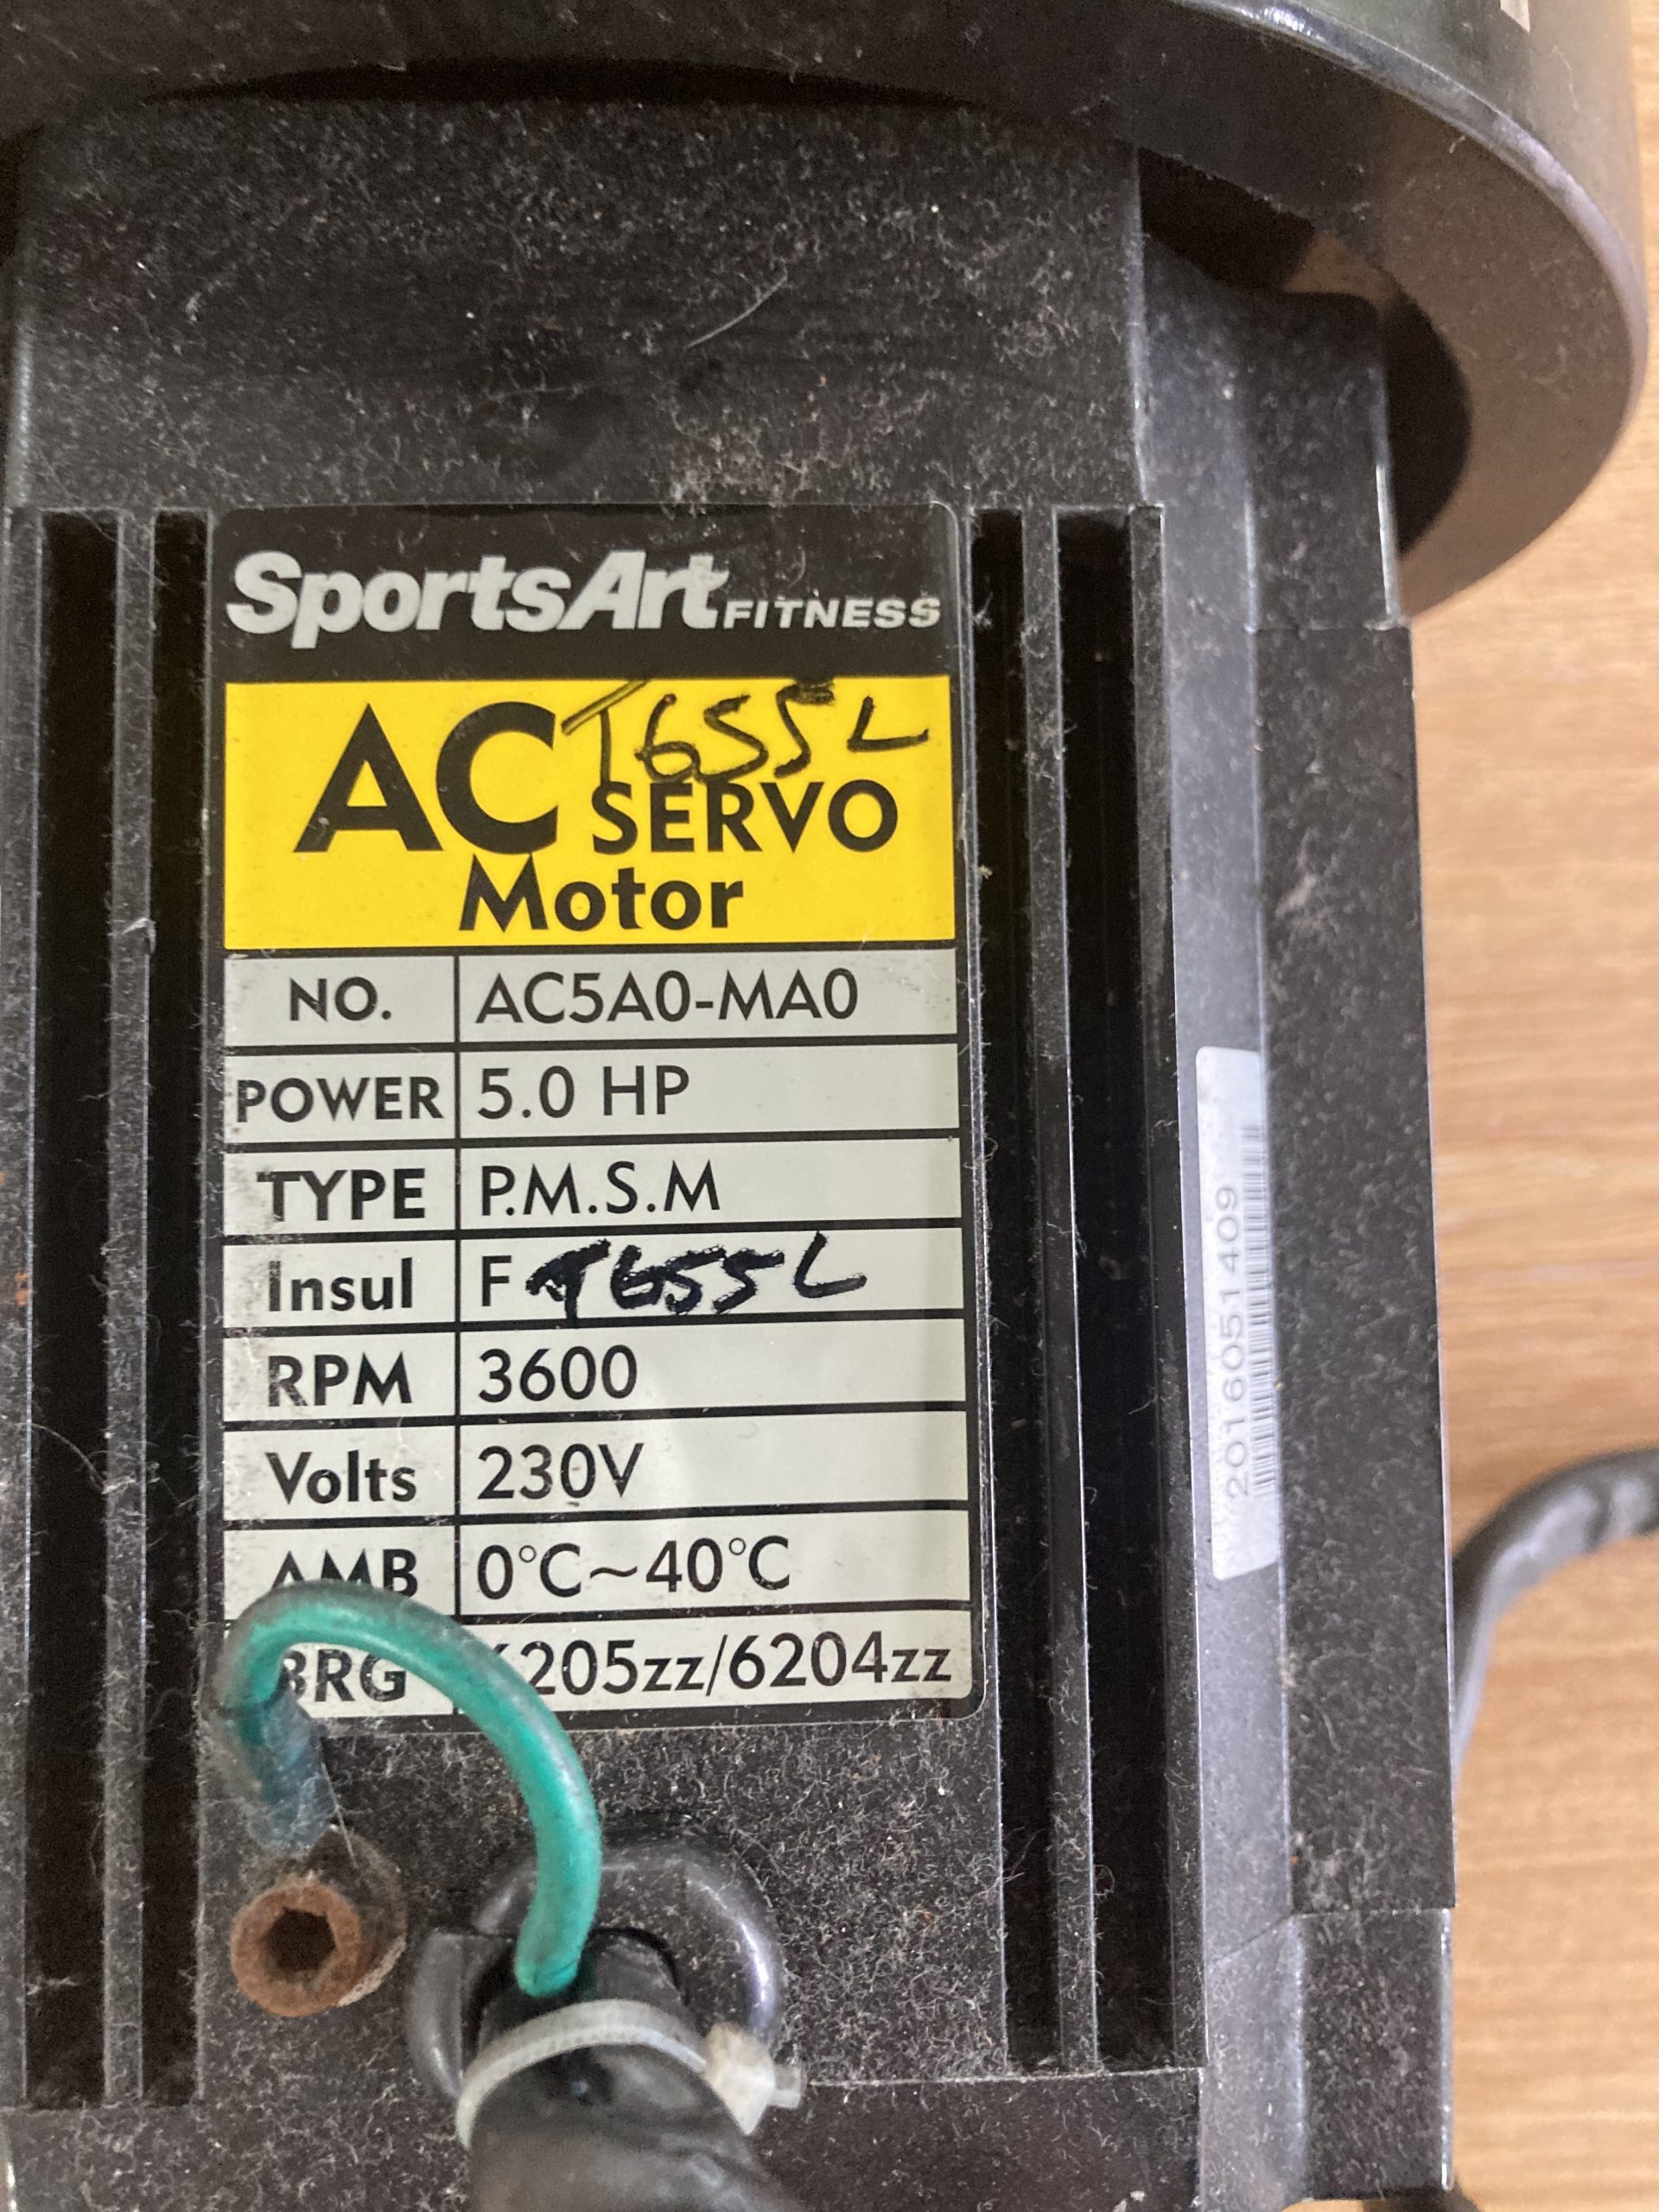 SportsArt FITNESS
T655L
AC SERVO
Motor
NO. AC5A0-MA0
POWER 5.0 HP
TYPE P.M.S.M
Insul F T655L
RPM 3600
Volts 230V
AMB 0°C~40°C
BRG 6205zz/6204zz
2016051409